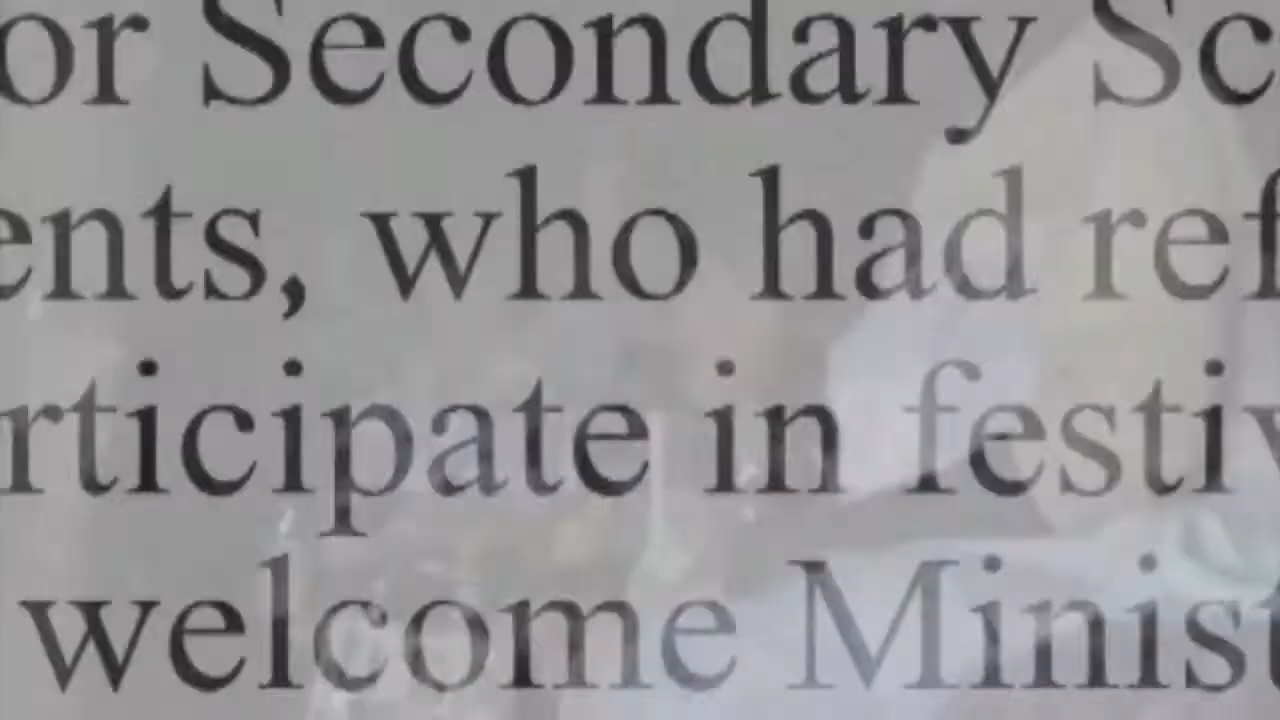 or Secondary Sc
ents, who had ref
rticipate in festiv
welcome Minist